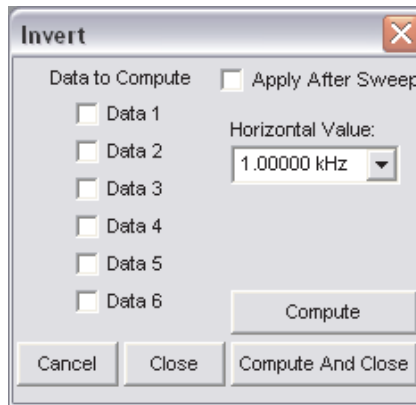 Invert
Data to Compute
Apply After Sweep
Data 1
Data 2
Data 3
Data 4
Data 5
Data 6
Horizontal Value:
1.00000 kHz
Compute
Cancel
Close
Compute And Close